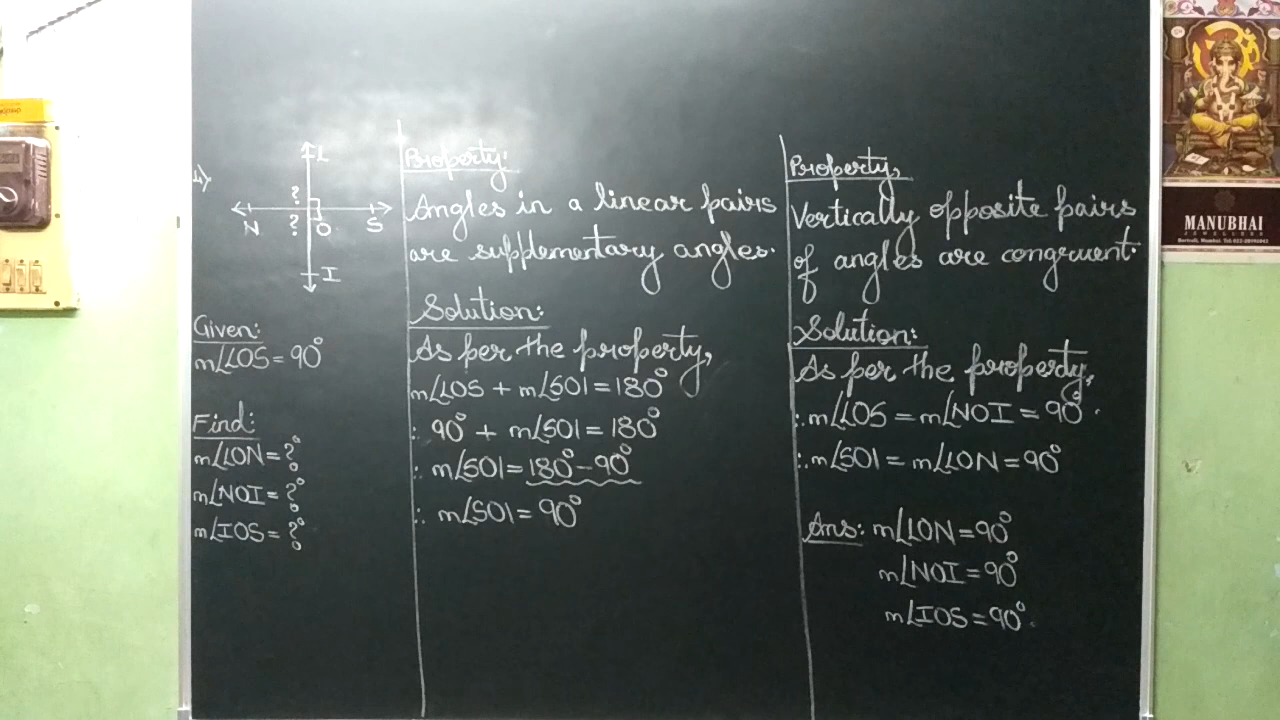 4)
L
?
N
?
O
S
I
Given:
m∠LOS = 90°
Find:
m∠LON = ?°
m∠NOI = ?°
m∠IOS = ?°
Property:
Angles in a linear pairs
are supplementary angles.
Solution:
As per the property,
m∠LOS + m∠SOI = 180°
∴ 90° + m∠SOI = 180°
∴ m∠SOI = 180° - 90°
∴ m∠SOI = 90°
Property,
Vertically opposite pairs
of angles are congruent.
Solution:
As per the property,
∴ m∠LOS = m∠NOI = 90°.
∴ m∠SOI = m∠LON = 90°
Ans: m∠LON = 90°
m∠NOI = 90°
m∠IOS = 90°.
MANUBHAI
JEWELLERS